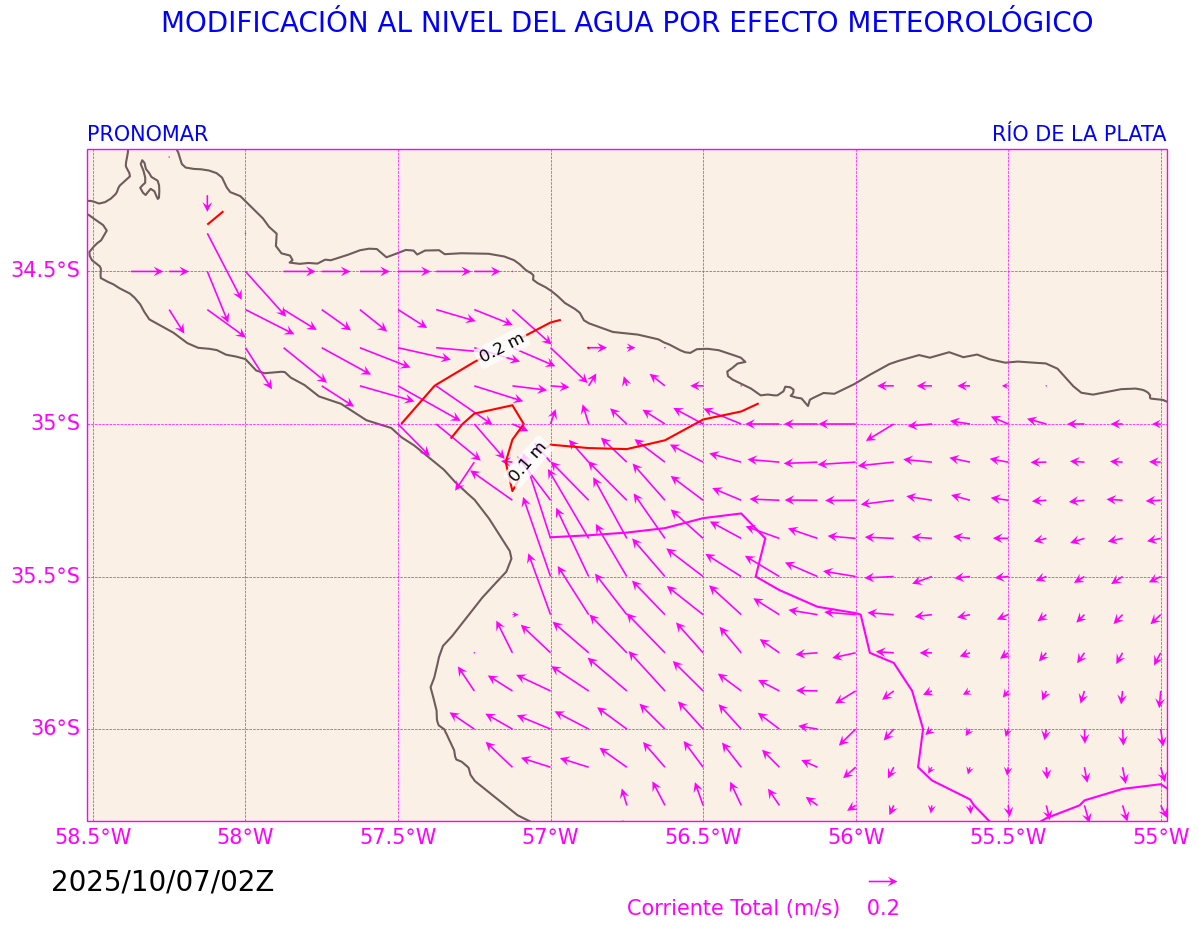 MODIFICACIÓN AL NIVEL DEL AGUA POR EFECTO METEOROLÓGICO
PRONOMAR
RÍO DE LA PLATA
34.5°S
35°S
35.5°S
36°S
0.2 m
0.1 m
58.5°W
58°W
57.5°W
57°W
56.5°W
56°W
55.5°W
55°W
2025/10/07/02Z
Corriente Total (m/s)
0.2